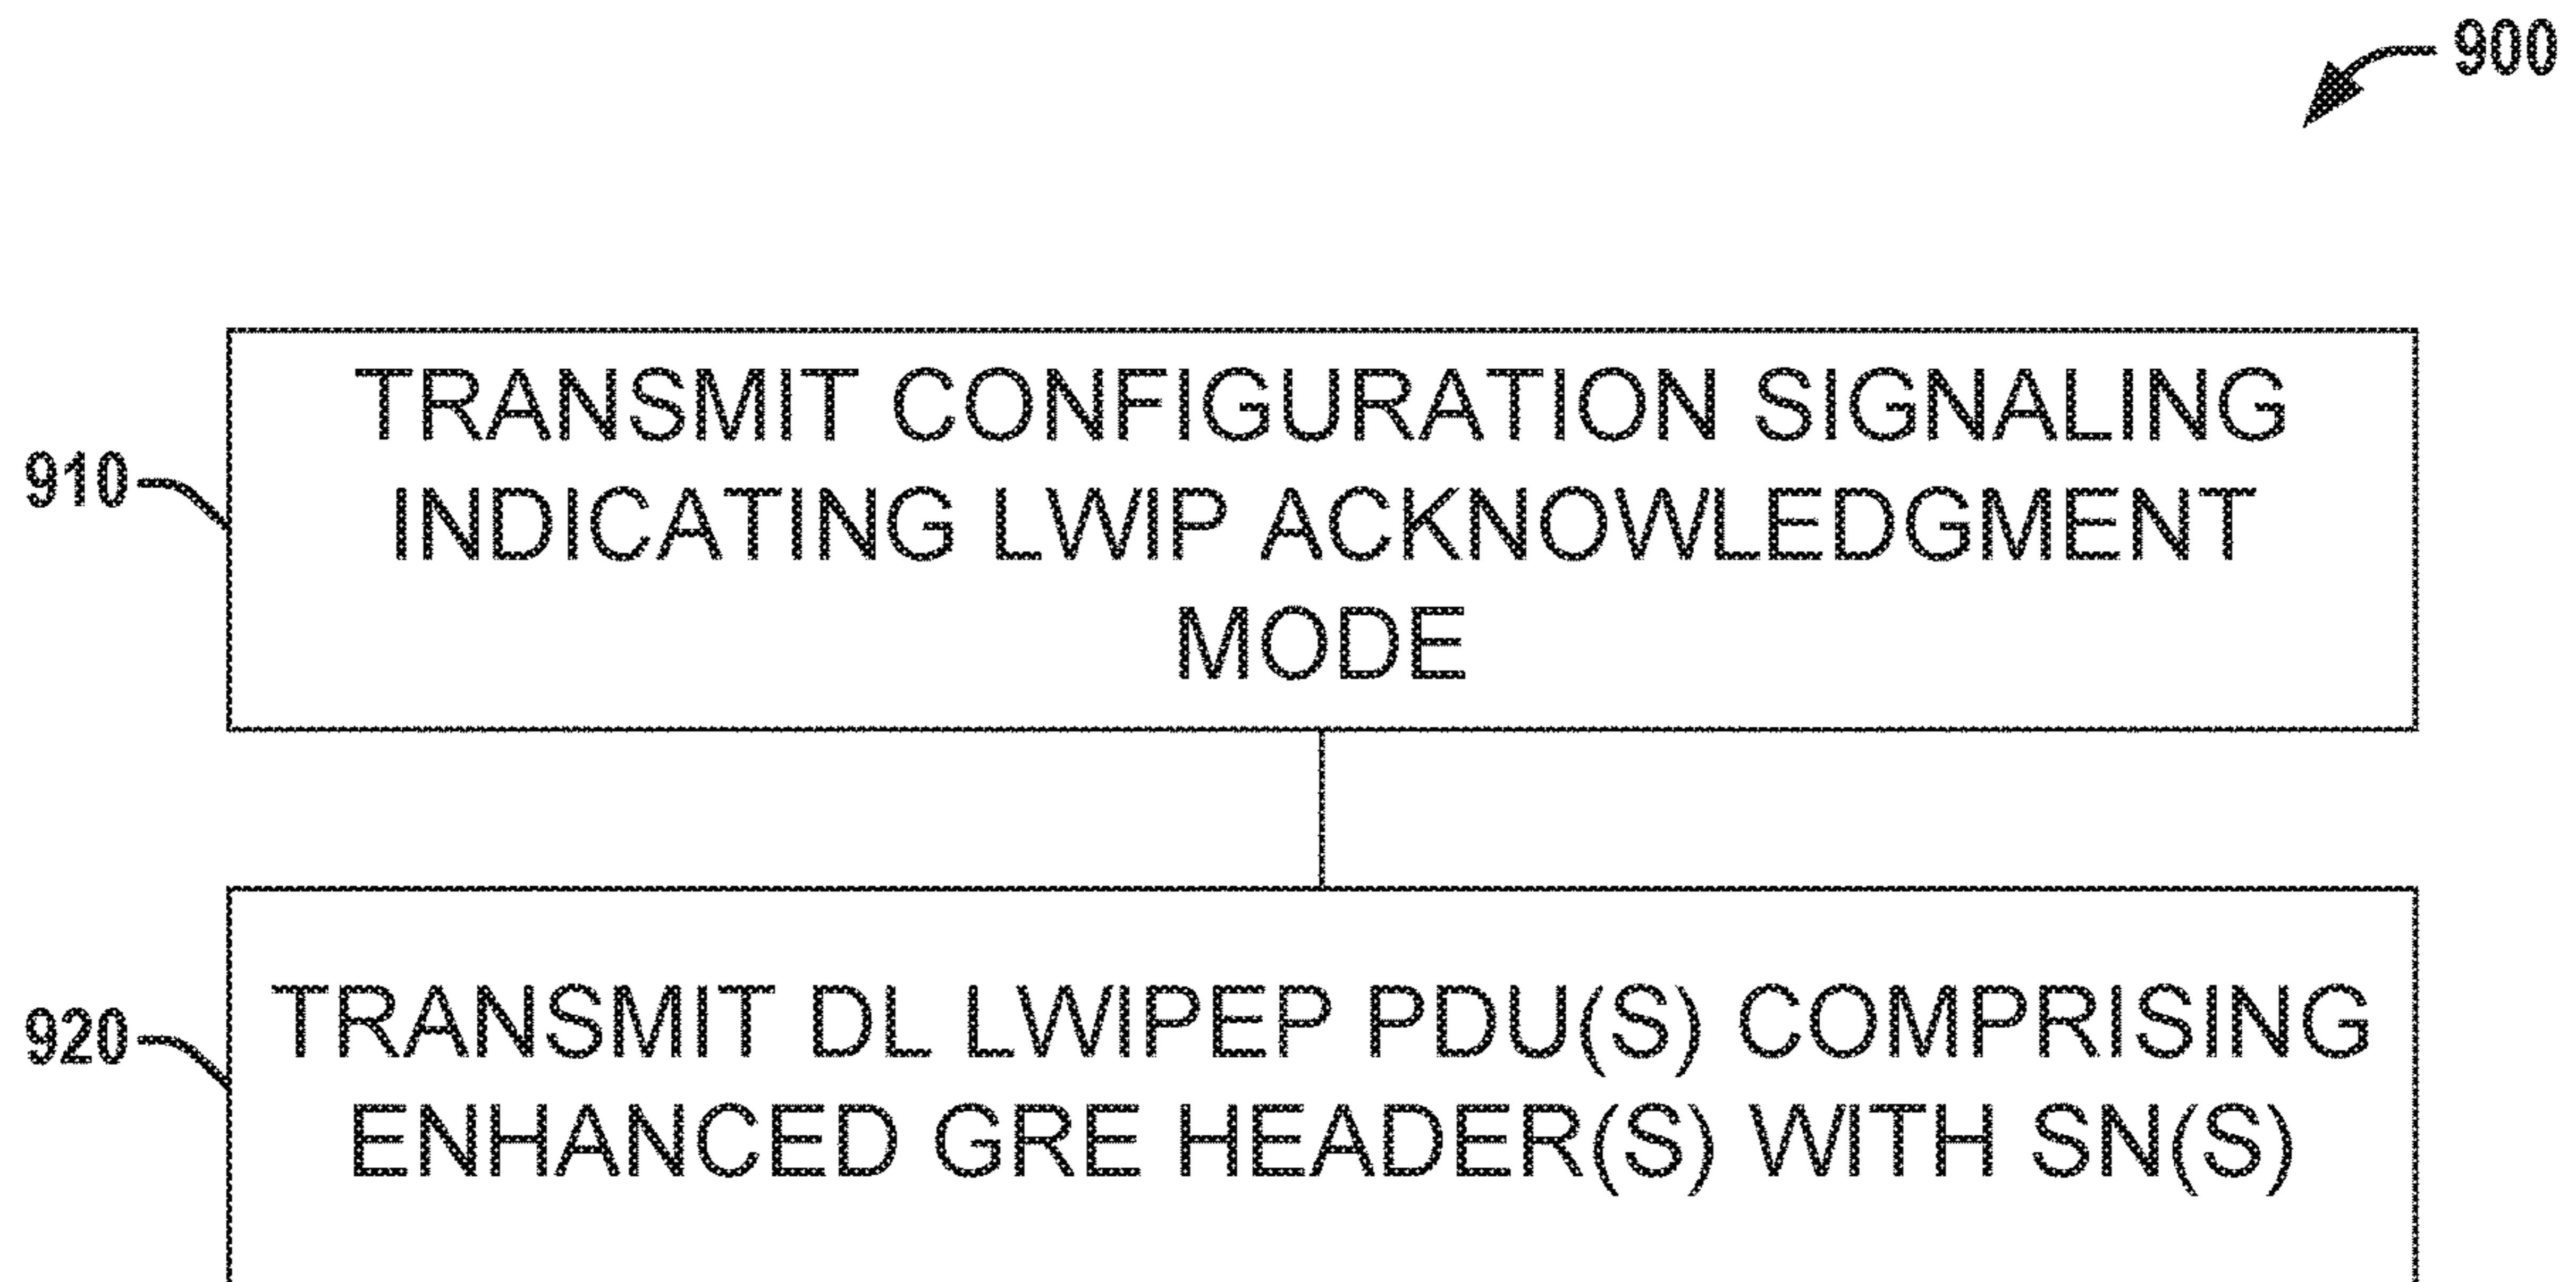 900
910
TRANSMIT CONFIGURATION SIGNALING
INDICATING LWIP ACKNOWLEDGMENT
MODE
920
TRANSMIT DL LWIPEP PDU(S) COMPRISING
ENHANCED GRE HEADER(S) WITH SN(S)